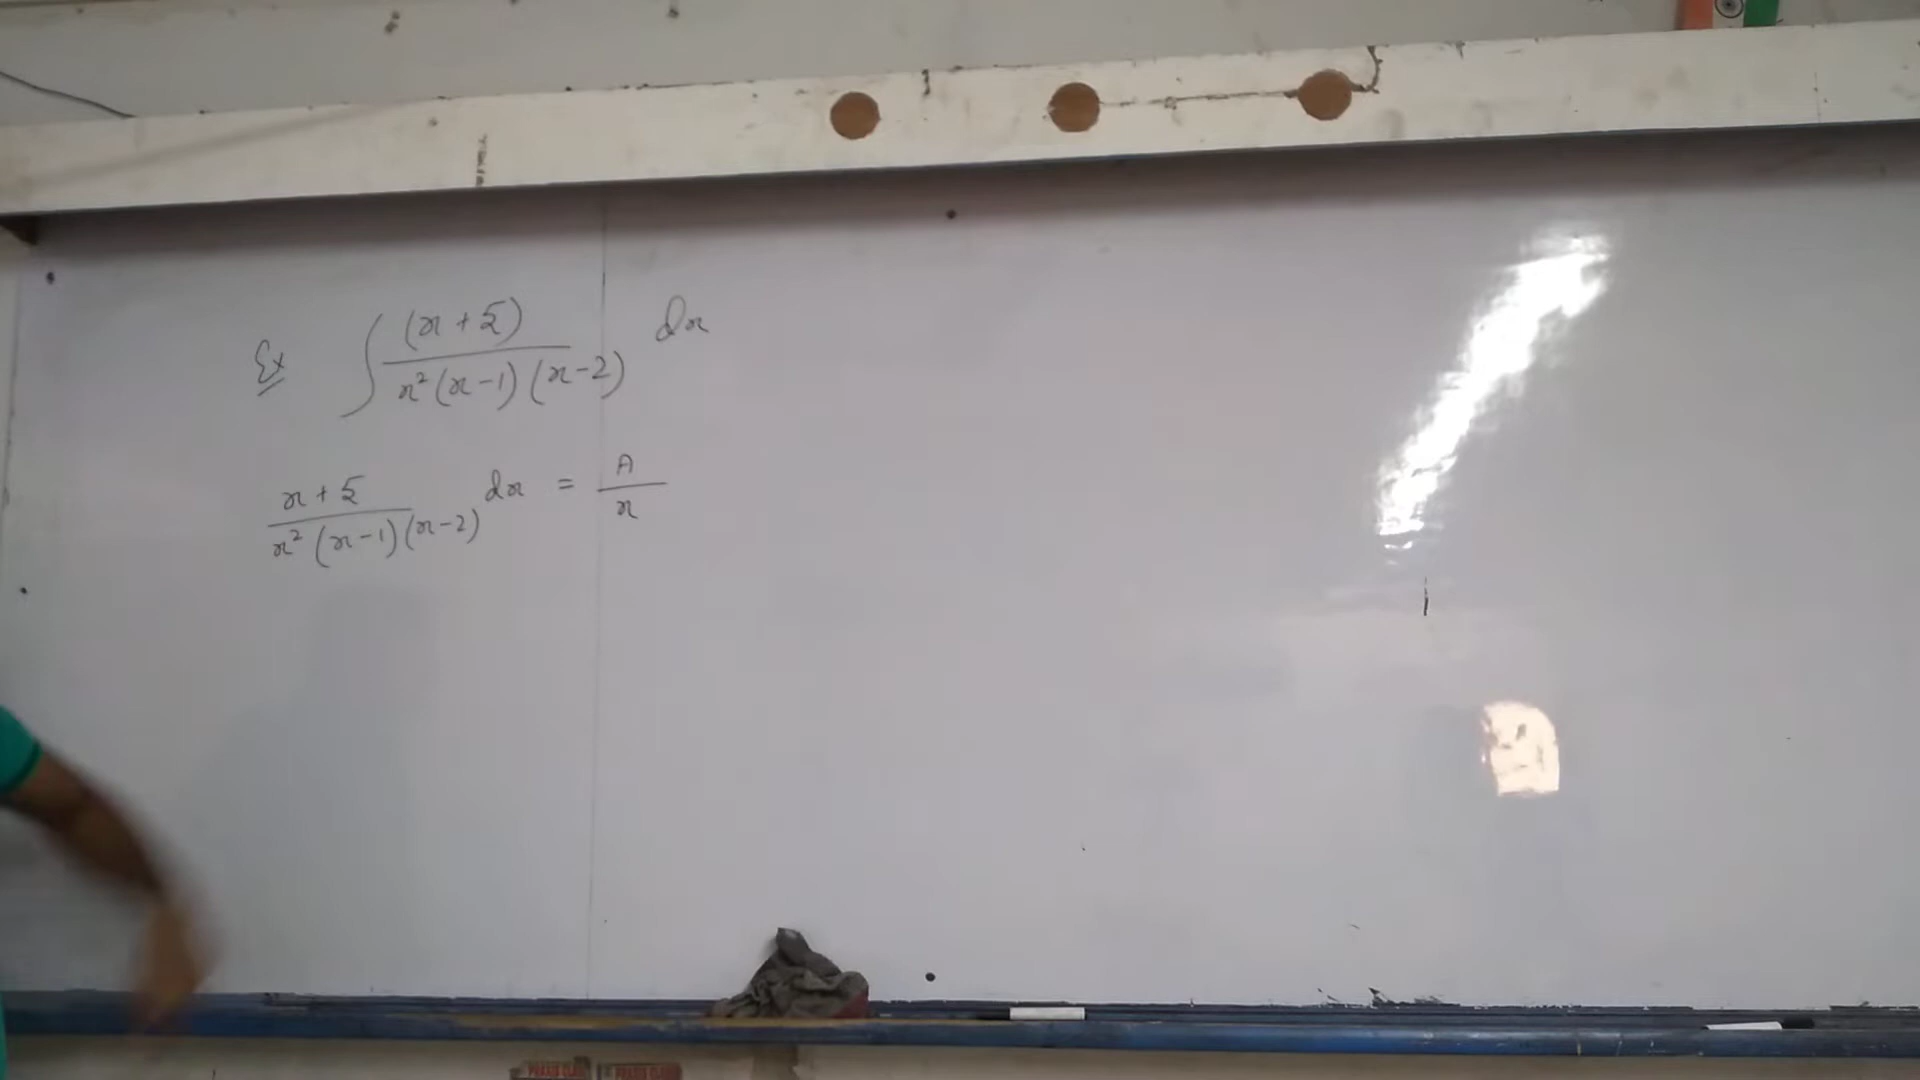 Ex ∫ (x+5) / x²(x-1)(x-2) dx
x+5 / x²(x-1)(x-2) dx = A / x